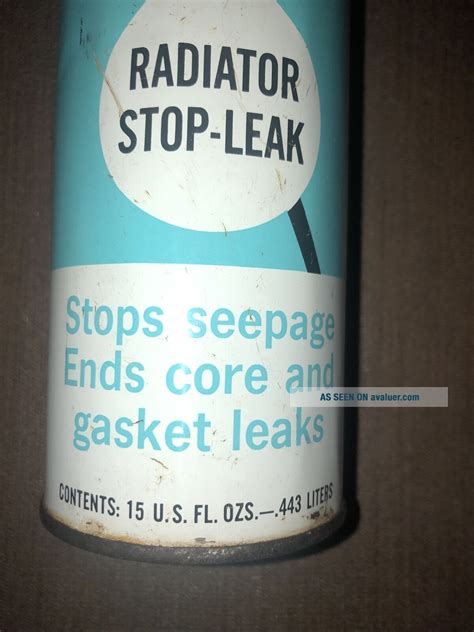 RADIATOR
STOP-LEAK
Stops seepage
Ends core and
gasket leaks
AS SEEN ON avaluer.com
CONTENTS: 15 U.S. FL. OZS.—.443 LITERS